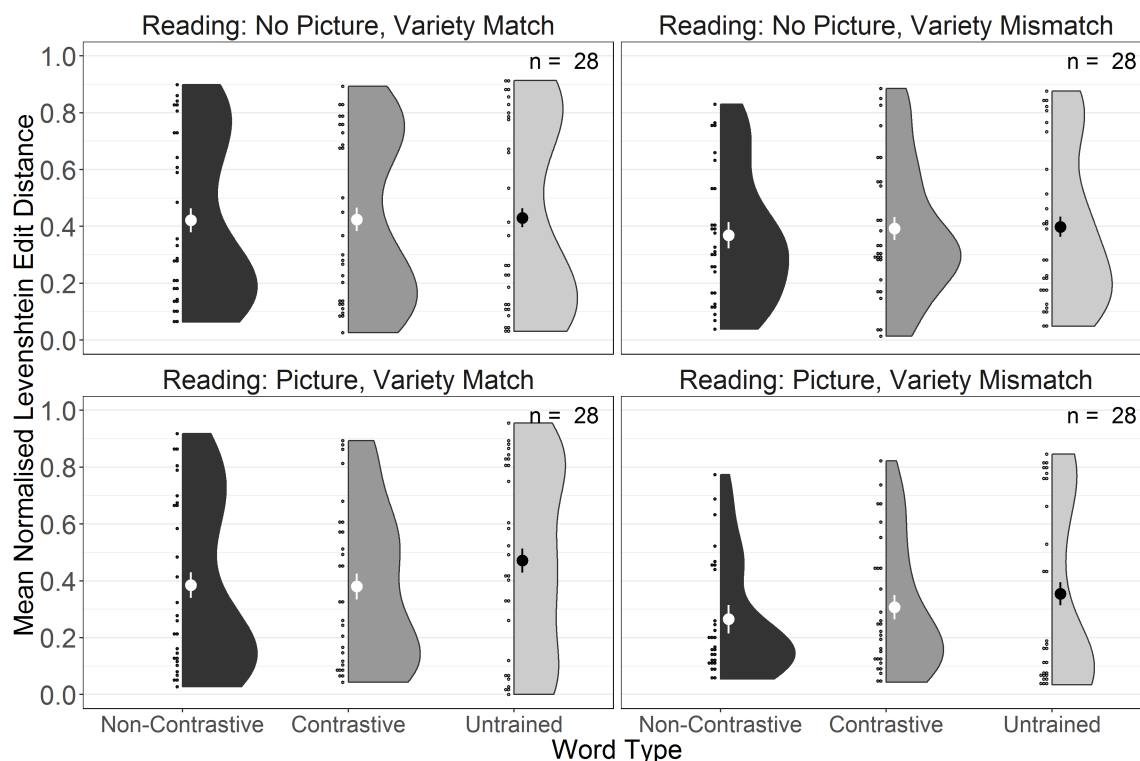 Reading: No Picture, Variety Match
Reading: No Picture, Variety Mismatch
Mean Normalised Levenshtein Edit Distance
1.0
0.8
0.6
0.4
0.2
0.0
n = 28
n = 28
Reading: Picture, Variety Match
Reading: Picture, Variety Mismatch
1.0
0.8
0.6
0.4
0.2
0.0
n = 28
n = 28
Non-Contrastive
Contrastive
Untrained
Non-Contrastive
Contrastive
Untrained
Word Type